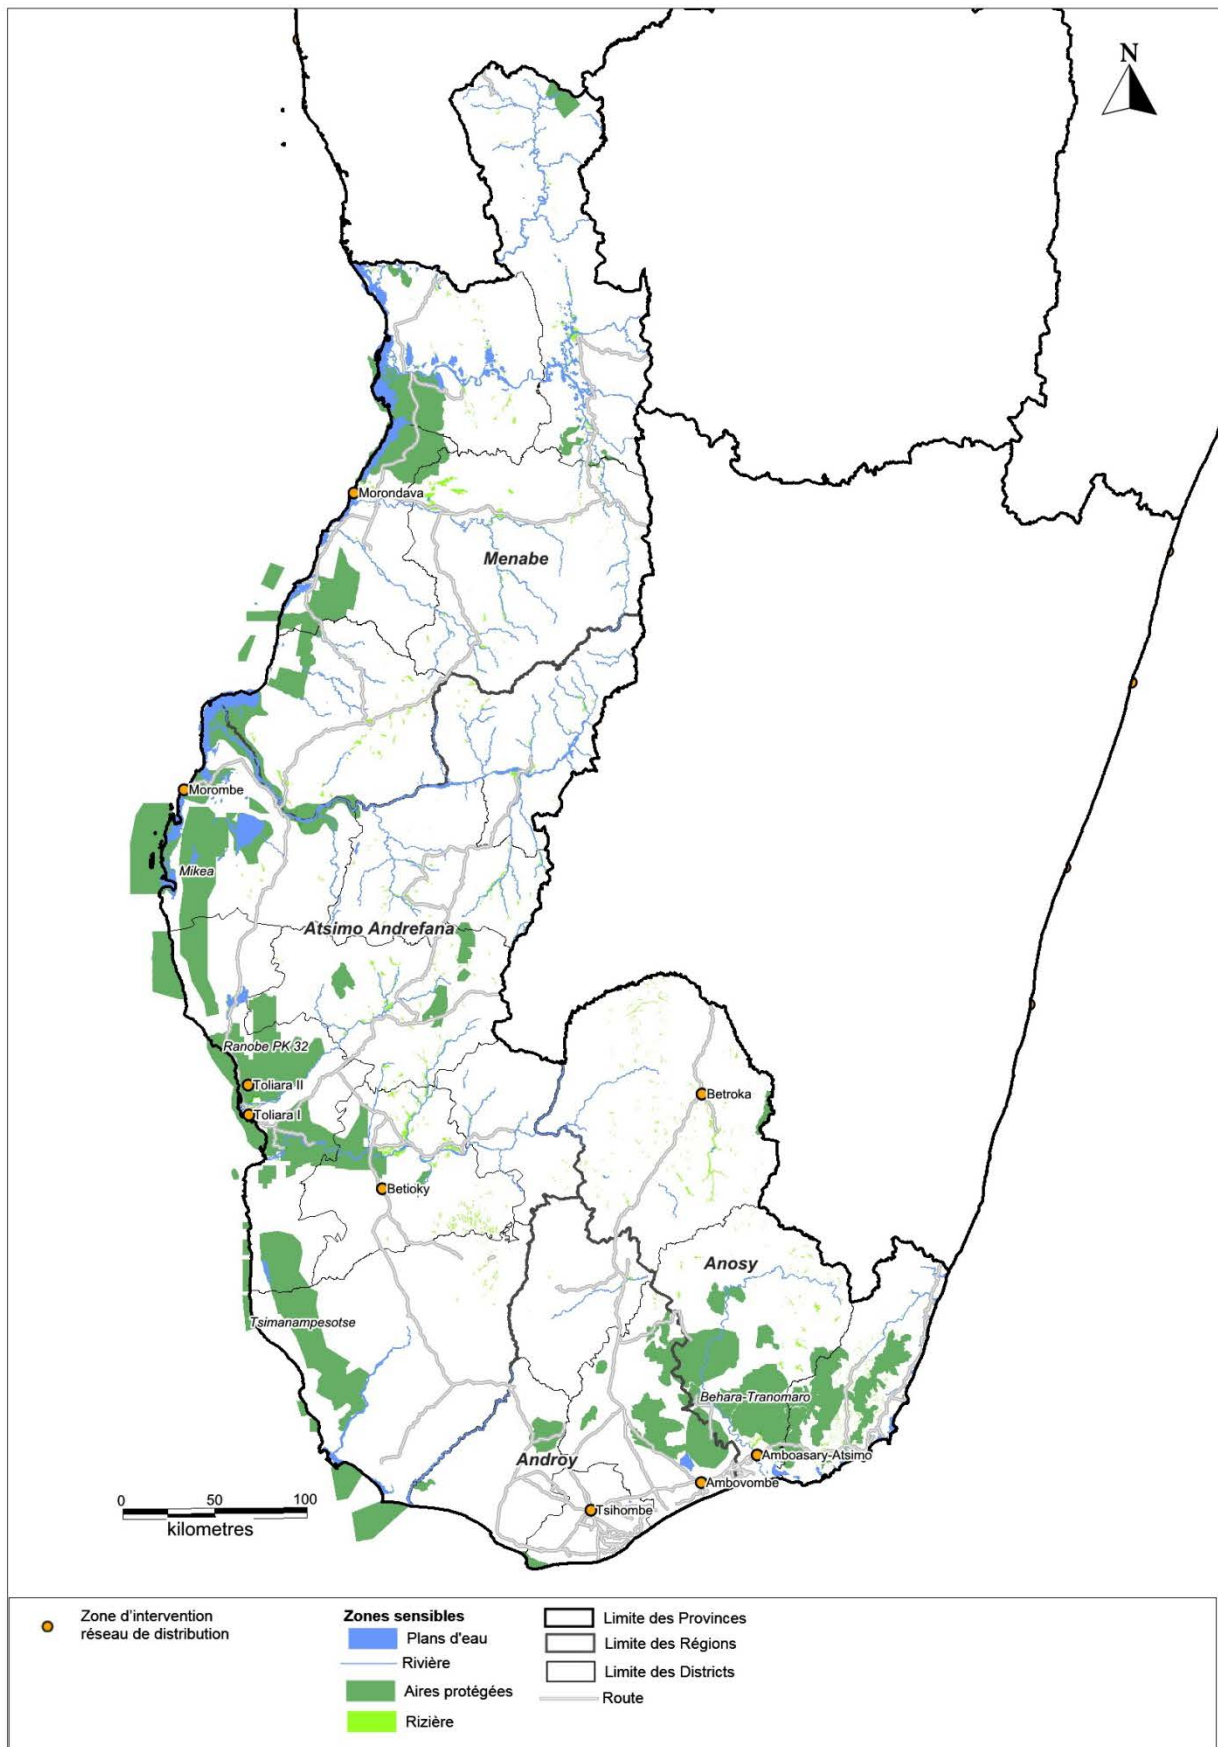 N
Morondava
Menabe
Morombe
Mikea
Atsimo Andrefana
Ranobe PK 32
Toliara II
Toliara I
Betroka
Betioky
Anosy
Tsimanampesotse
Behara-Tranomaro
Androy
Amboasary-Atsimo
Ambovombe
Tsihombe
0 50 100
kilometres
Zone d'intervention
réseau de distribution
Zones sensibles
Plans d'eau
Rivière
Aires protégées
Rizière
Limite des Provinces
Limite des Régions
Limite des Districts
Route